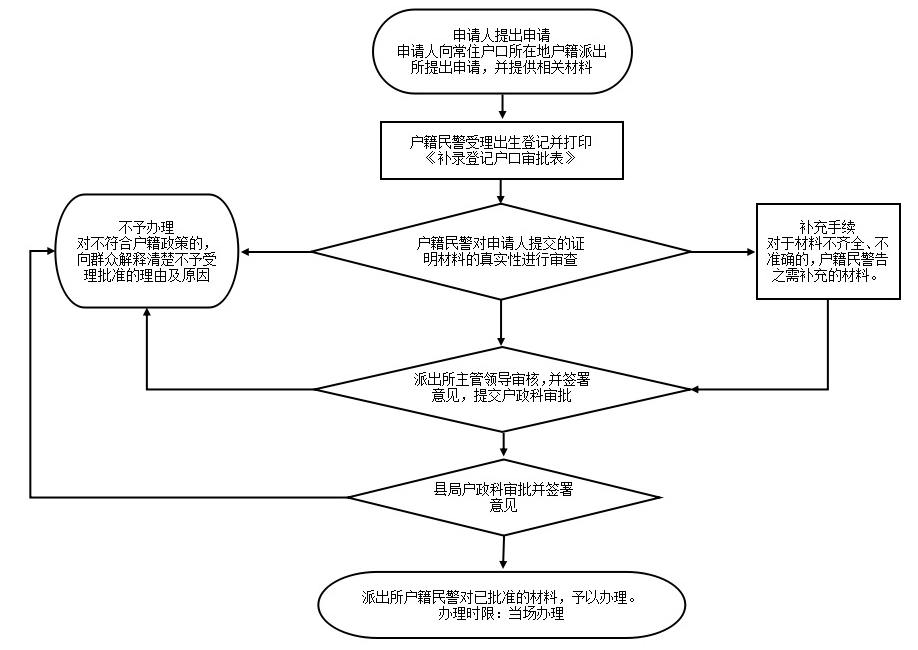 申请人提出申请
申请人向常住户口所在地户籍派出
所提出申请，并提供相关材料
户籍民警受理出生登记并打印
《补录登记户口审批表》
不予办理
对不符合户籍政策的，
向群众解释清楚不予受
理批准的理由及原因
户籍民警对申请人提交的证
明材料的真实性进行审查
补充手续
对于材料不齐全、不
准确的，户籍民警告
之需补充的材料。
派出所主管领导审核，并签署
意见，提交户政科审批
县局户政科审批并签署
意见
派出所户籍民警对已批准的材料，予以办理。
办理时限：当场办理